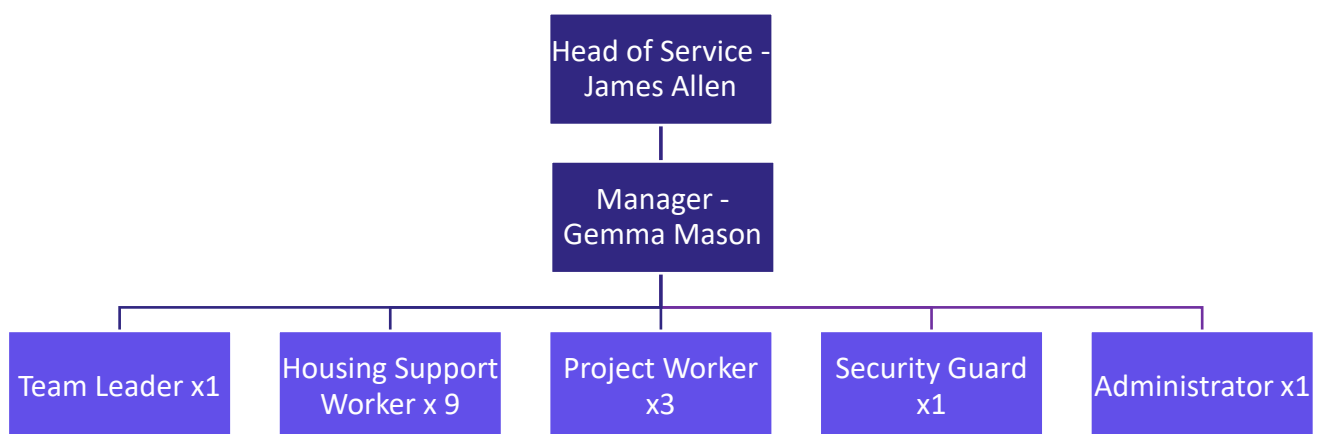 Head of Service -
James Allen
Manager -
Gemma Mason
Team Leader x1
Housing Support
Worker x 9
Project Worker
x3
Security Guard
x1
Administrator x1